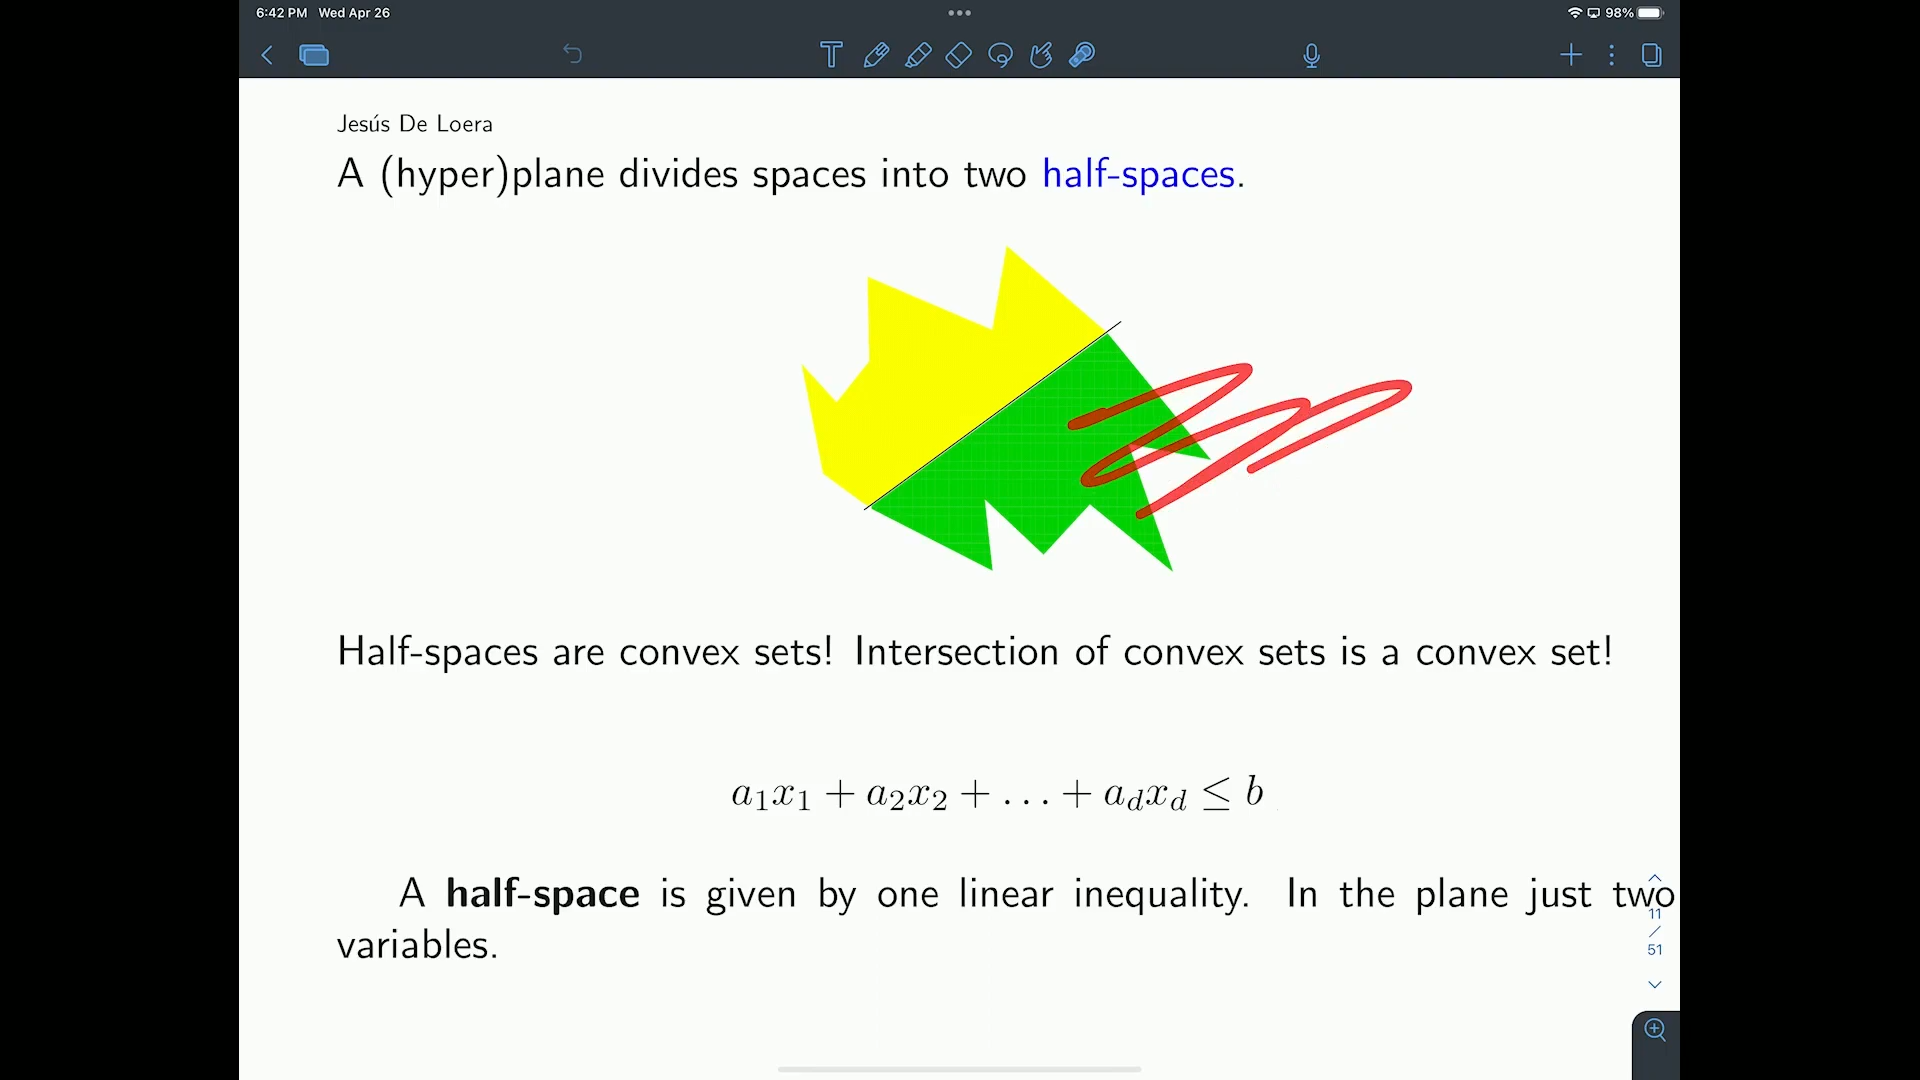 6:42 PM Wed Apr 26
98%
T
Jesús De Loera
A (hyper)plane divides spaces into two half-spaces.
Half-spaces are convex sets! Intersection of convex sets is a convex set!
a₁x₁ + a₂x₂ + … + a_d x_d ≤ b
A half-space is given by one linear inequality. In the plane just two
variables.
11
/
51